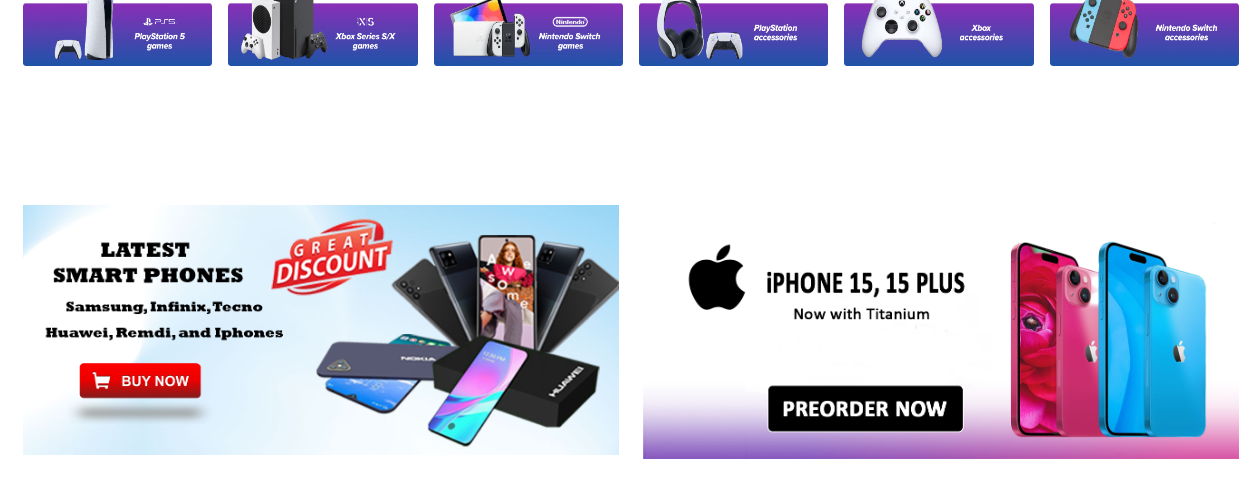 PS5
PlayStation 5
games
X|S
Xbox Series S/X
games
Nintendo
Nintendo Switch
games
PlayStation
accessories
Xbox
accessories
Nintendo Switch
accessories
LATEST
SMART PHONES
Samsung, Infinix, Tecno
Huawei, Remdi, and Iphones
BUY NOW
GREAT
DISCOUNT
Awe
some
NOKIA
HUAWEI
iPHONE 15, 15 PLUS
Now with Titanium
PREORDER NOW